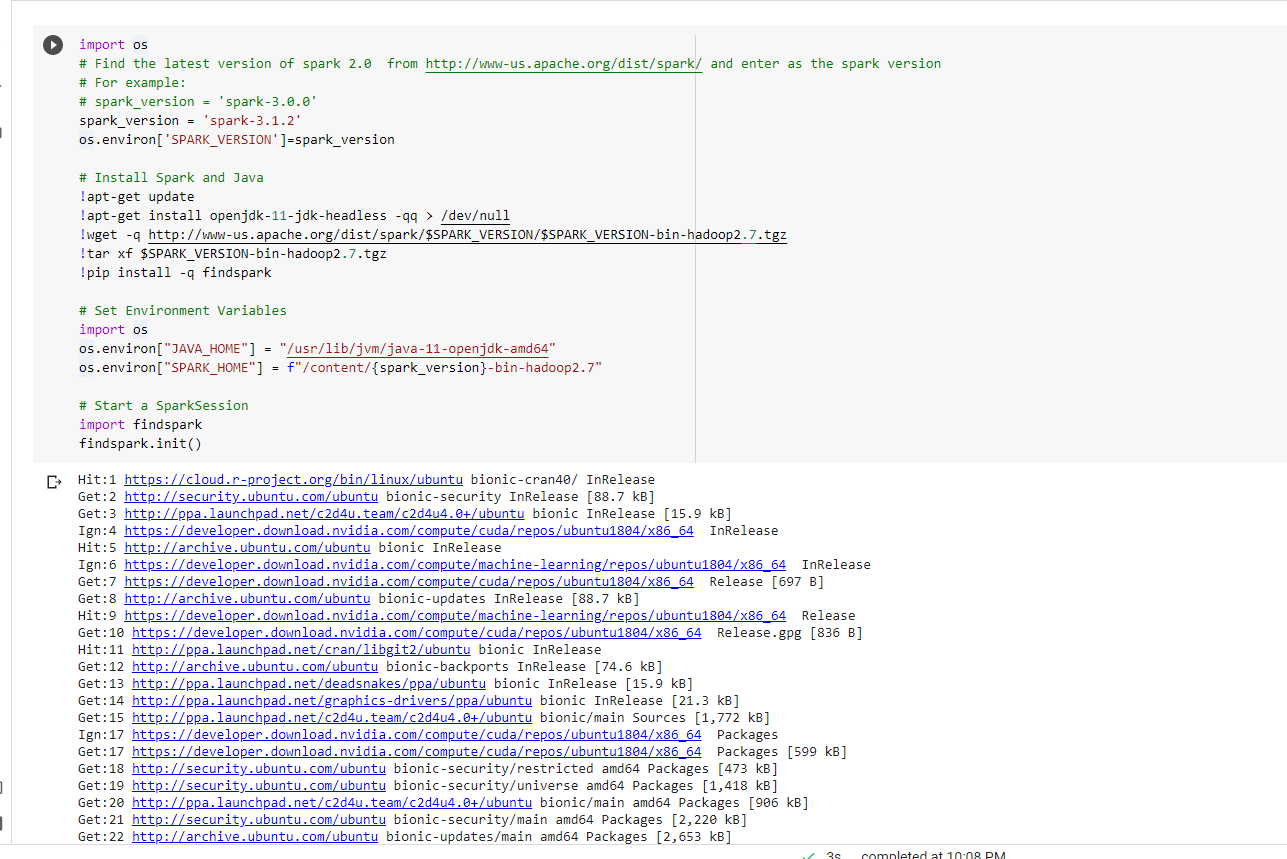 import os
# Find the latest version of spark 2.0  from http://www-us.apache.org/dist/spark/ and enter as the spark version
# For example:
# spark_version = 'spark-3.0.0'
spark_version = 'spark-3.1.2'
os.environ['SPARK_VERSION']=spark_version

# Install Spark and Java
!apt-get update
!apt-get install openjdk-11-jdk-headless -qq > /dev/null
!wget -q http://www-us.apache.org/dist/spark/$SPARK_VERSION/$SPARK_VERSION-bin-hadoop2.7.tgz
!tar xf $SPARK_VERSION-bin-hadoop2.7.tgz
!pip install -q findspark

# Set Environment Variables
import os
os.environ["JAVA_HOME"] = "/usr/lib/jvm/java-11-openjdk-amd64"
os.environ["SPARK_HOME"] = f"/content/{spark_version}-bin-hadoop2.7"

# Start a SparkSession
import findspark
findspark.init()
Hit:1 https://cloud.r-project.org/bin/linux/ubuntu bionic-cran40/ InRelease
Get:2 http://security.ubuntu.com/ubuntu bionic-security InRelease [88.7 kB]
Get:3 http://ppa.launchpad.net/c2d4u.team/c2d4u4.0+/ubuntu bionic InRelease [15.9 kB]
Ign:4 https://developer.download.nvidia.com/compute/cuda/repos/ubuntu1804/x86_64  InRelease
Hit:5 http://archive.ubuntu.com/ubuntu bionic InRelease
Ign:6 https://developer.download.nvidia.com/compute/machine-learning/repos/ubuntu1804/x86_64  InRelease
Get:7 https://developer.download.nvidia.com/compute/cuda/repos/ubuntu1804/x86_64  Release [697 B]
Get:8 http://archive.ubuntu.com/ubuntu bionic-updates InRelease [88.7 kB]
Hit:9 https://developer.download.nvidia.com/compute/machine-learning/repos/ubuntu1804/x86_64  Release
Get:10 https://developer.download.nvidia.com/compute/cuda/repos/ubuntu1804/x86_64  Release.gpg [836 B]
Hit:11 http://ppa.launchpad.net/cran/libgit2/ubuntu bionic InRelease
Get:12 http://archive.ubuntu.com/ubuntu bionic-backports InRelease [74.6 kB]
Get:13 http://ppa.launchpad.net/deadsnakes/ppa/ubuntu bionic InRelease [15.9 kB]
Get:14 http://ppa.launchpad.net/graphics-drivers/ppa/ubuntu bionic InRelease [21.3 kB]
Get:15 http://ppa.launchpad.net/c2d4u.team/c2d4u4.0+/ubuntu bionic/main Sources [1,772 kB]
Ign:17 https://developer.download.nvidia.com/compute/cuda/repos/ubuntu1804/x86_64  Packages
Get:17 https://developer.download.nvidia.com/compute/cuda/repos/ubuntu1804/x86_64  Packages [599 kB]
Get:18 http://security.ubuntu.com/ubuntu bionic-security/restricted amd64 Packages [473 kB]
Get:19 http://security.ubuntu.com/ubuntu bionic-security/universe amd64 Packages [1,418 kB]
Get:20 http://ppa.launchpad.net/c2d4u.team/c2d4u4.0+/ubuntu bionic/main amd64 Packages [906 kB]
Get:21 http://security.ubuntu.com/ubuntu bionic-security/main amd64 Packages [2,220 kB]
Get:22 http://archive.ubuntu.com/ubuntu bionic-updates/main amd64 Packages [2,653 kB]
✓ 3s completed at 10:08 PM